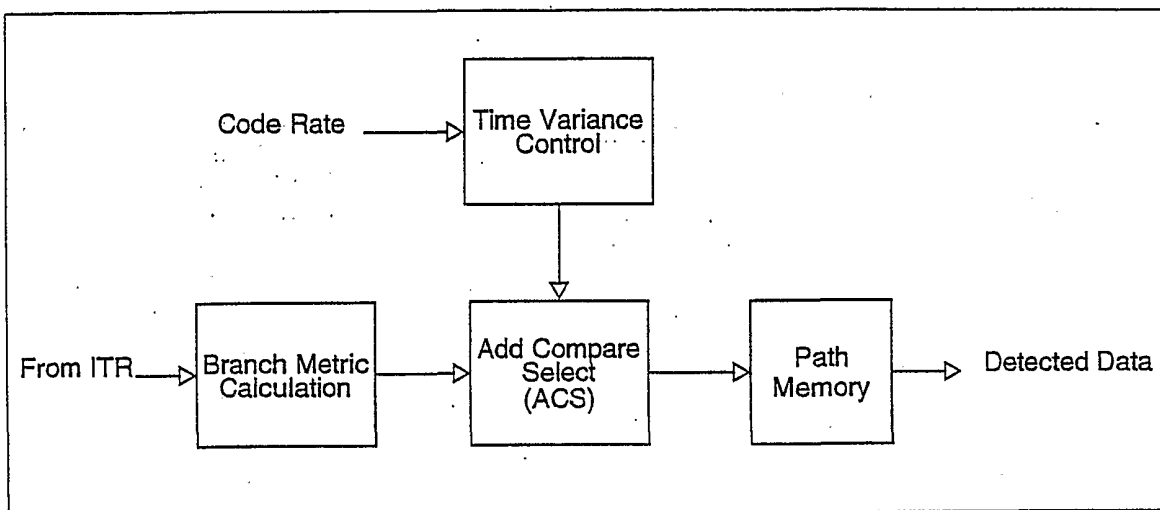 Code Rate
Time Variance
Control
From ITR
Branch Metric
Calculation
Add Compare
Select
(ACS)
Path
Memory
Detected Data